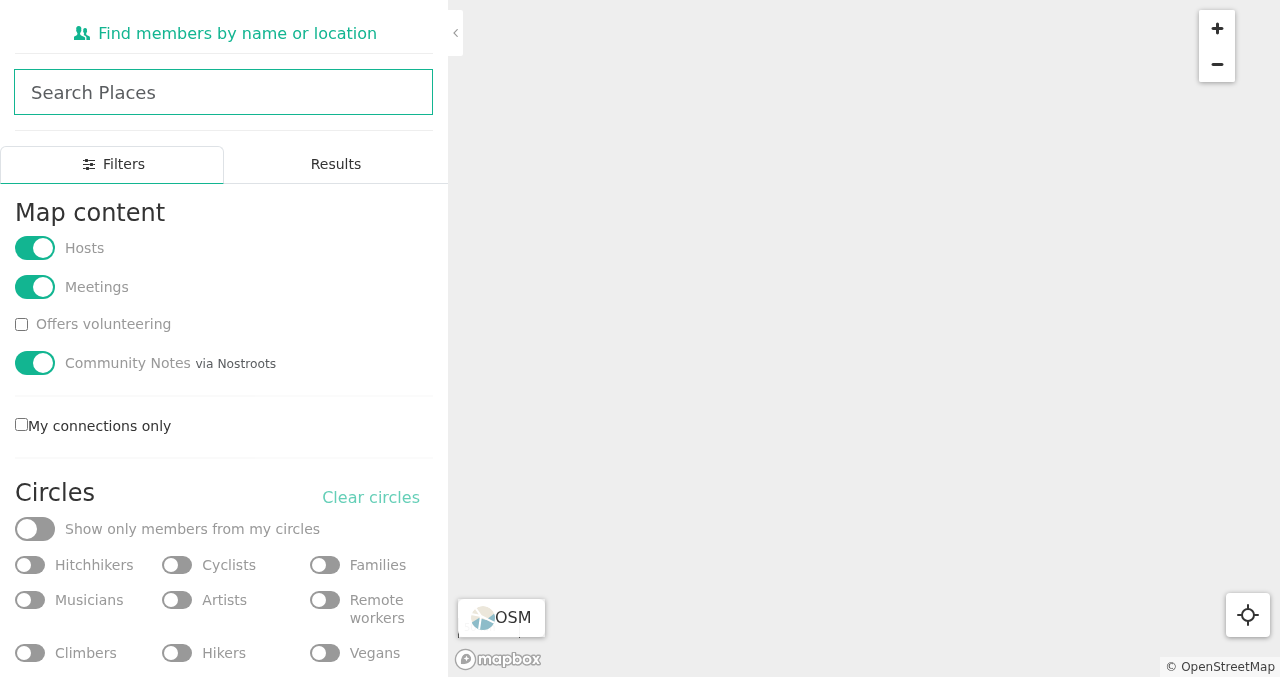 Find members by name or location
Search Places
Filters
Results
Map content
Hosts
Meetings
Offers volunteering
Community Notes via Nostroots
My connections only
Circles
Clear circles
Show only members from my circles
Hitchhikers
Cyclists
Families
Musicians
Artists
Remote
workers
Climbers
Hikers
Vegans
OSM
mapbox
© OpenStreetMap